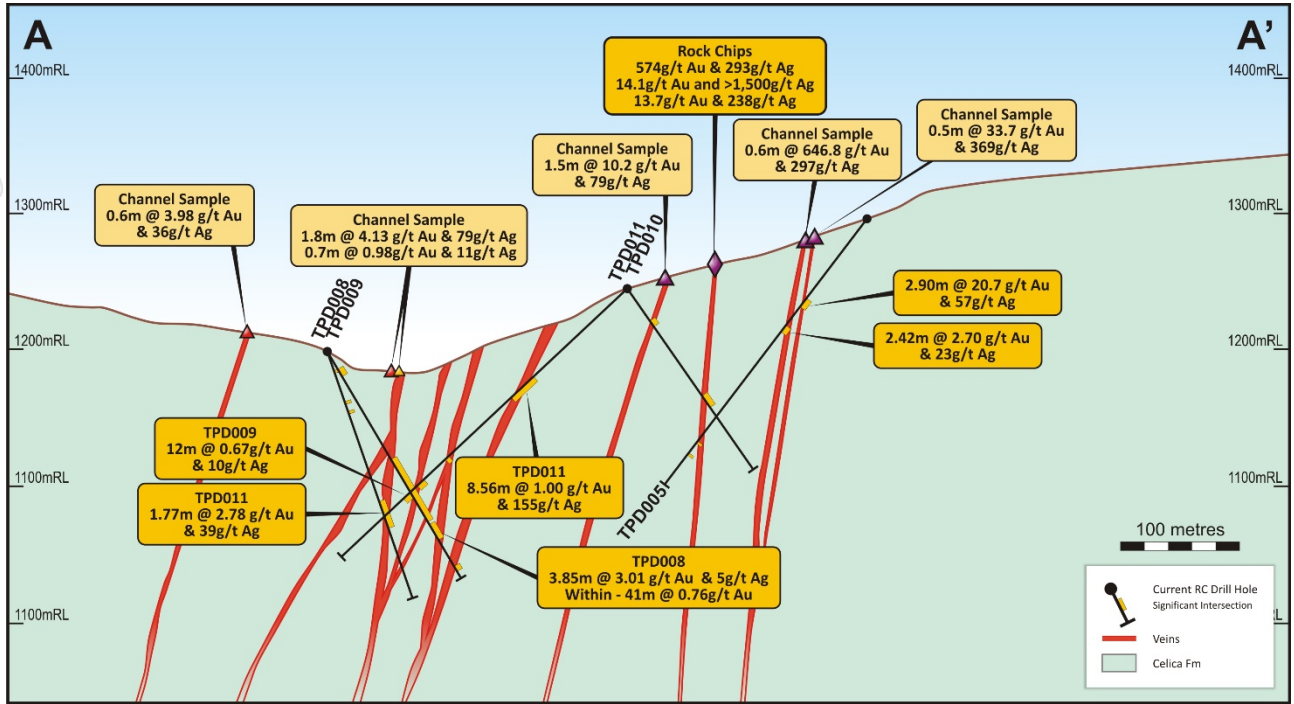 A
A'
1400mRL
1400mRL
Rock Chips
574g/t Au & 293g/t Ag
14.1g/t Au and >1,500g/t Ag
13.7g/t Au & 238g/t Ag
Channel Sample
0.5m @ 33.7 g/t Au
& 369g/t Ag
Channel Sample
0.6m @ 646.8 g/t Au
& 297g/t Ag
Channel Sample
1.5m @ 10.2 g/t Au
& 79g/t Ag
Channel Sample
0.6m @ 3.98 g/t Au
& 36g/t Ag
Channel Sample
1.8m @ 4.13 g/t Au & 79g/t Ag
0.7m @ 0.98g/t Au & 11g/t Ag
1300mRL
1300mRL
TPD011
TPD010
TPD008
TPD009
2.90m @ 20.7 g/t Au
& 57g/t Ag
1200mRL
1200mRL
2.42m @ 2.70 g/t Au
& 23g/t Ag
TPD009
12m @ 0.67g/t Au
& 10g/t Ag
TPD011
8.56m @ 1.00 g/t Au
& 155g/t Ag
1100mRL
1100mRL
TPD011
1.77m @ 2.78 g/t Au
& 39g/t Ag
TPD005
TPD008
3.85m @ 3.01 g/t Au & 5g/t Ag
Within - 41m @ 0.76g/t Au
100 metres
Current RC Drill Hole
Significant Intersection
Veins
Celica Fm
1100mRL